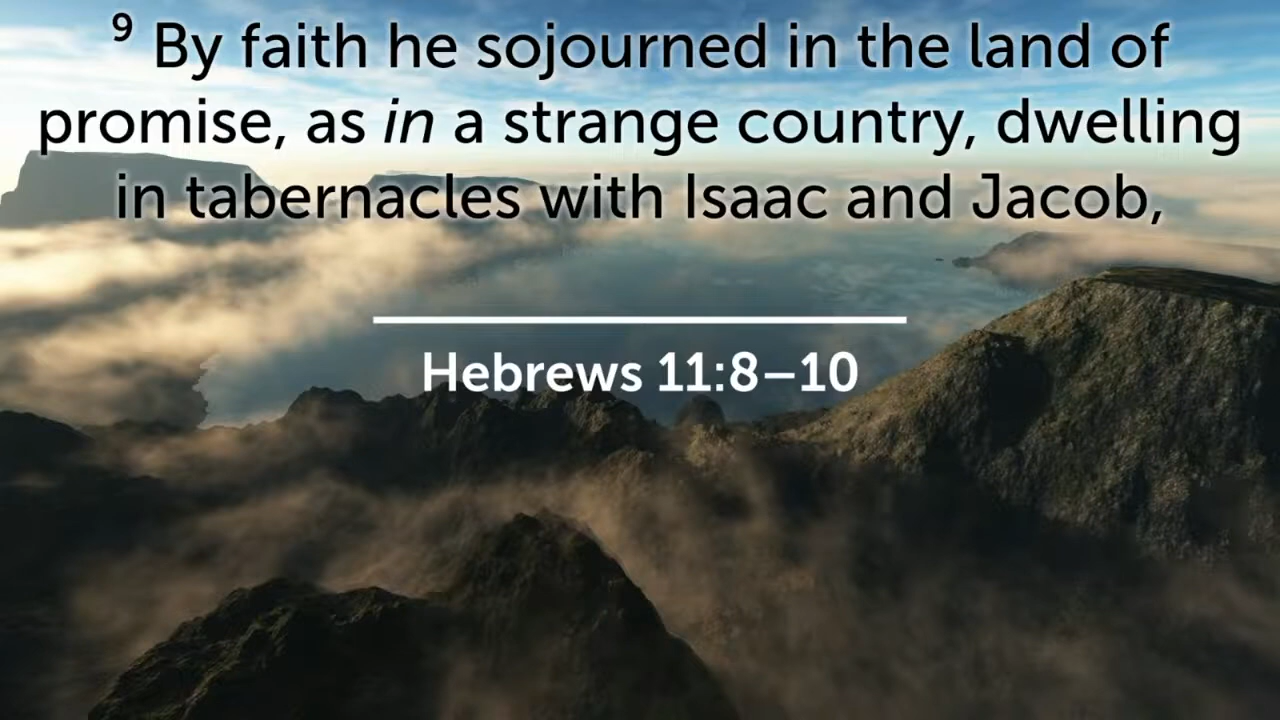 9 By faith he sojourned in the land of
promise, as in a strange country, dwelling
in tabernacles with Isaac and Jacob,
Hebrews 11:8–10